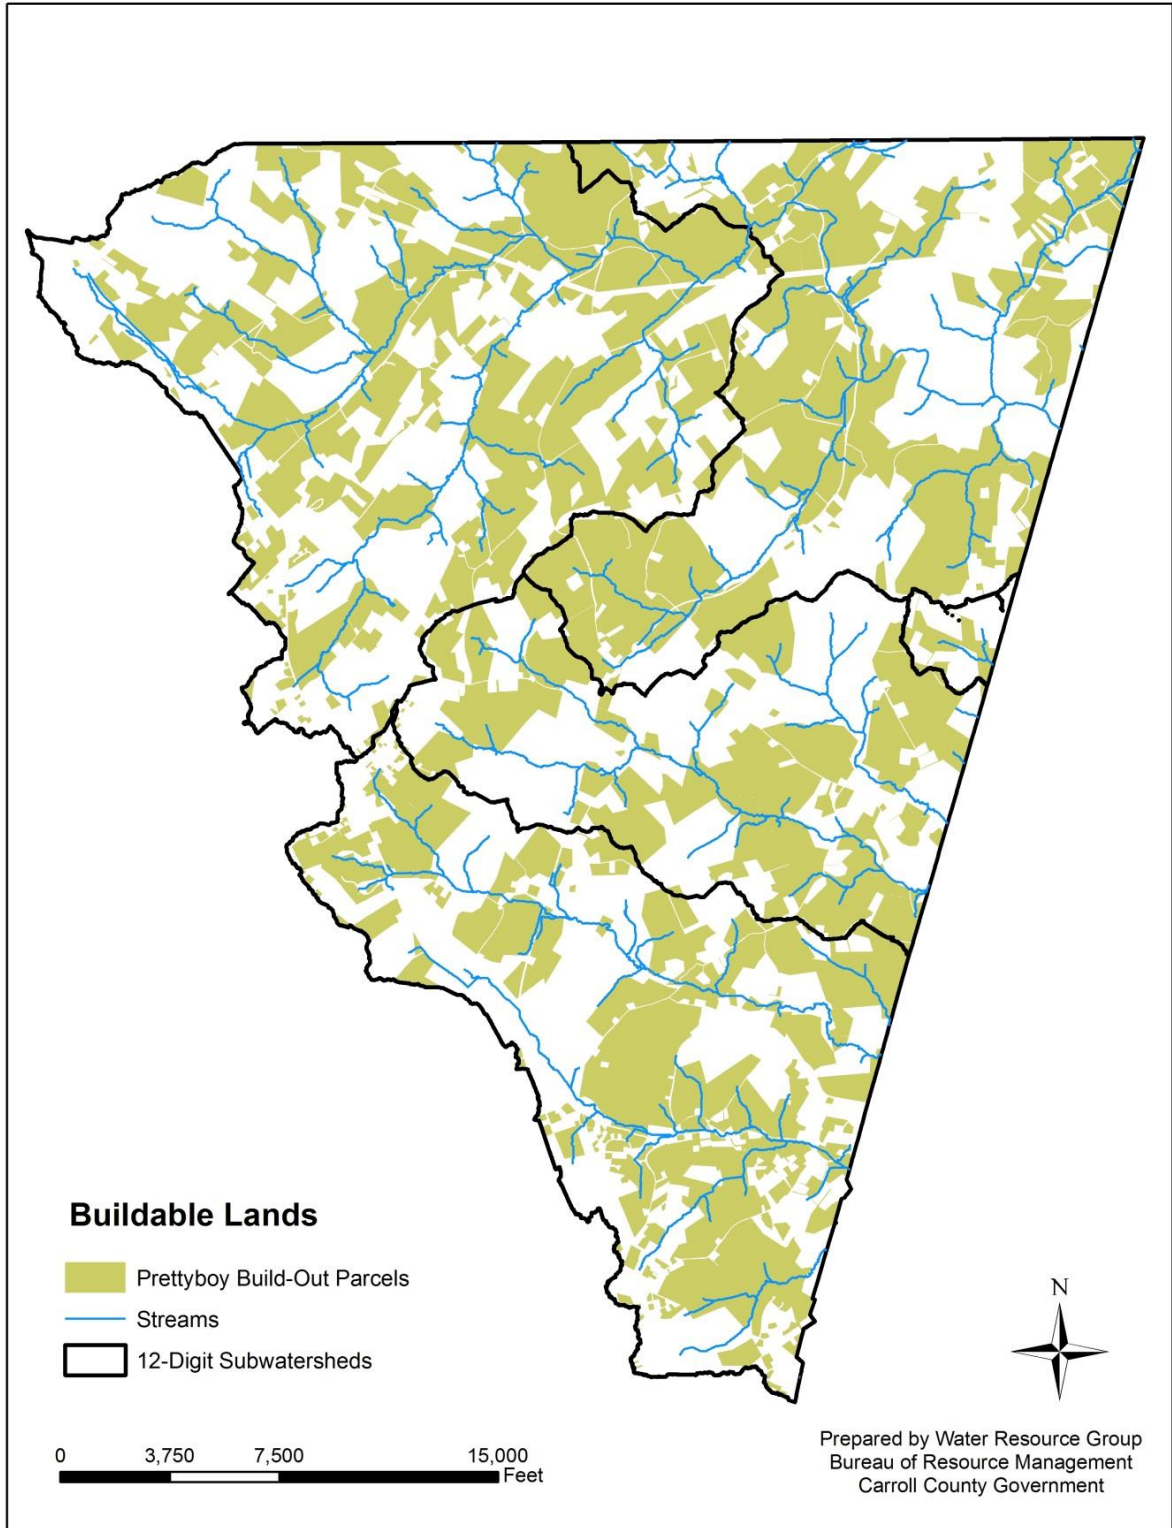 Buildable Lands
Prettyboy Build-Out Parcels
Streams
12-Digit Subwatersheds
N
0 3,750 7,500 15,000
Feet
Prepared by Water Resource Group
Bureau of Resource Management
Carroll County Government